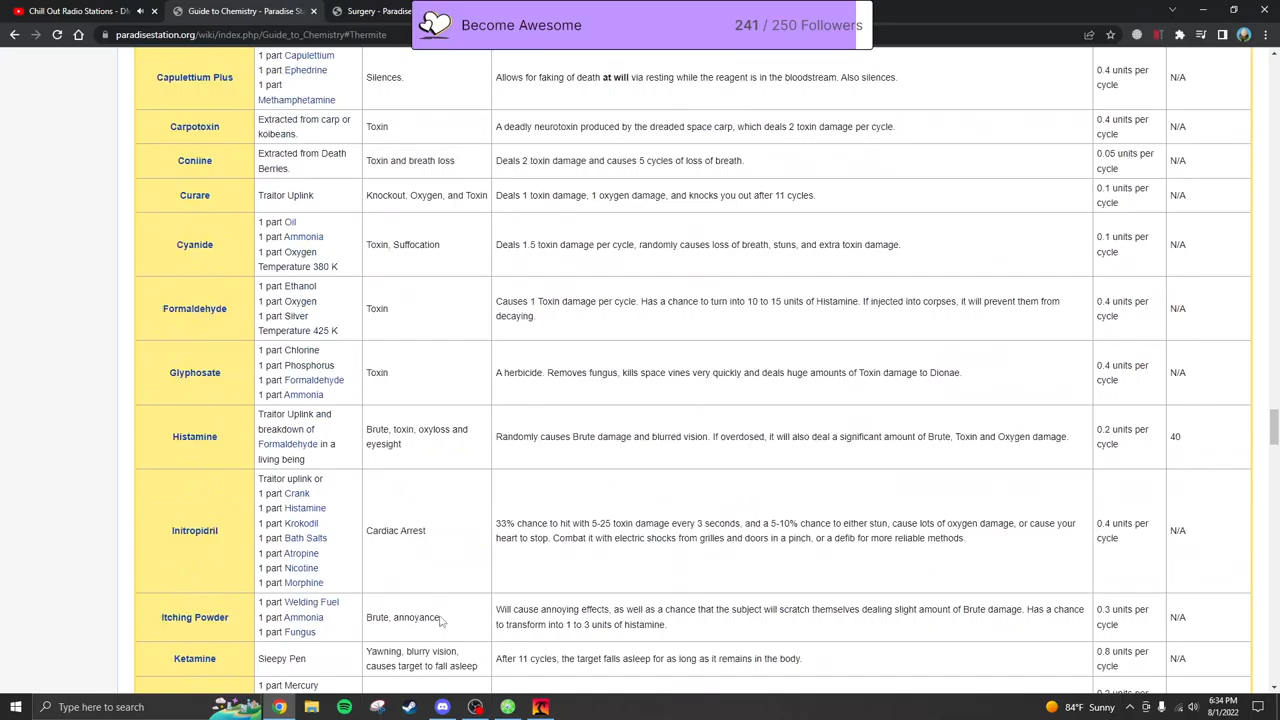 Chill Out Radio Stations - D
Guide to Chemistry - Paradise S
Surgery - Paradis
Become Awesome
241 / 250 Followers
paradisestation.org/wiki/index.php/Guide_to_Chemistry#Thermite
Capulettium Plus
1 part Capulettium
1 part Ephedrine
1 part
Methamphetamine
Silences.
Allows for faking of death at will via resting while the reagent is in the bloodstream. Also silences.
0.4 units per
cycle
N/A
Carpotoxin
Extracted from carp or
koibeans.
Toxin
A deadly neurotoxin produced by the dreaded space carp, which deals 2 toxin damage per cycle.
0.4 units per
cycle
N/A
Coniine
Extracted from Death
Berries.
Toxin and breath loss
Deals 2 toxin damage and causes 5 cycles of loss of breath.
0.05 units per
cycle
N/A
Curare
Traitor Uplink
Knockout, Oxygen, and Toxin
Deals 1 toxin damage, 1 oxygen damage, and knocks you out after 11 cycles.
0.1 units per
cycle
N/A
Cyanide
1 part Oil
1 part Ammonia
1 part Oxygen
Temperature 380 K
Toxin, Suffocation
Deals 1.5 toxin damage per cycle, randomly causes loss of breath, stuns, and extra toxin damage.
0.1 units per
cycle
N/A
Formaldehyde
1 part Ethanol
1 part Oxygen
1 part Silver
Temperature 425 K
Toxin
Causes 1 Toxin damage per cycle. Has a chance to turn into 10 to 15 units of Histamine. If injected into corpses, it will prevent them from
decaying.
0.4 units per
cycle
N/A
Glyphosate
1 part Chlorine
1 part Phosphorus
1 part Formaldehyde
1 part Ammonia
Toxin
A herbicide. Removes fungus, kills space vines very quickly and deals huge amounts of Toxin damage to Dionae.
0.4 units per
cycle
N/A
Histamine
Traitor Uplink and
breakdown of
Formaldehyde in a
living being
Brute, toxin, oxyloss and
eyesight
Randomly causes Brute damage and blurred vision. If overdosed, it will also deal a significant amount of Brute, Toxin and Oxygen damage.
0.2 units per
cycle
40
Initropidril
Traitor uplink or
1 part Crank
1 part Histamine
1 part Krokodil
1 part Bath Salts
1 part Atropine
1 part Nicotine
1 part Morphine
Cardiac Arrest
33% chance to hit with 5-25 toxin damage every 3 seconds, and a 5-10% chance to either stun, cause lots of oxygen damage, or cause your
heart to stop. Combat it with electric shocks from grilles and doors in a pinch, or a defib for more reliable methods.
0.4 units per
cycle
N/A
Itching Powder
1 part Welding Fuel
1 part Ammonia
1 part Fungus
Brute, annoyance
Will cause annoying effects, as well as a chance that the subject will scratch themselves dealing slight amount of Brute damage. Has a chance
to transform into 1 to 3 units of histamine.
0.3 units per
cycle
N/A
Ketamine
Sleepy Pen
Yawning, blurry vision,
causes target to fall asleep
After 11 cycles, the target falls asleep for as long as it remains in the body.
0.8 units per
cycle
N/A
1 part Mercury
Type here to search
84°F Sunny
6:34 PM
8/1/2022